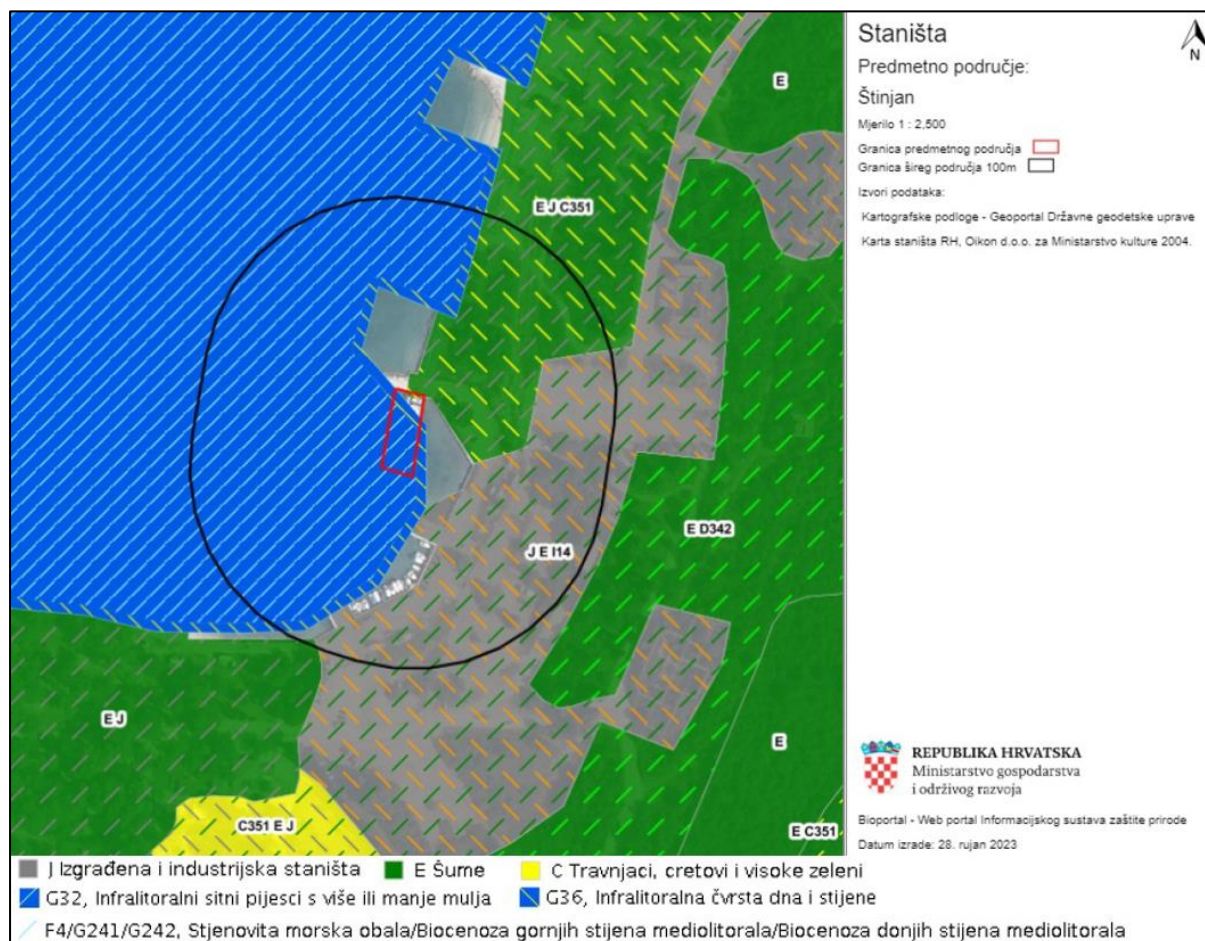 Staništa
N
Predmetno područje:
Štinjan
Mjerilo 1 : 2,500
Granica predmetnog područja
Granica šireg područja 100m
Izvori podataka:
Kartografske podloge - Geoportal Državne geodetske uprave
Karta staništa RH, Oikon d.o.o. za Ministarstvo kulture 2004.
E
E J C351
E D342
J E I14
E J
E
C351 E J
E C351
REPUBLIKA HRVATSKA
Ministarstvo gospodarstva
i održivog razvoja
Bioportal - Web portal Informacijskog sustava zaštite prirode
Datum izrade: 28. rujan 2023
J Izgrađena i industrijska staništa
E Šume
C Travnjaci, cretovi i visoke zeleni
G32, Infralitoralni sitni pijesci s više ili manje mulja
G36, Infralitoralna čvrsta dna i stijene
F4/G241/G242, Stjenovita morska obala/Biocenoza gornjih stijena mediolitorala/Biocenoza donjih stijena mediolitorala